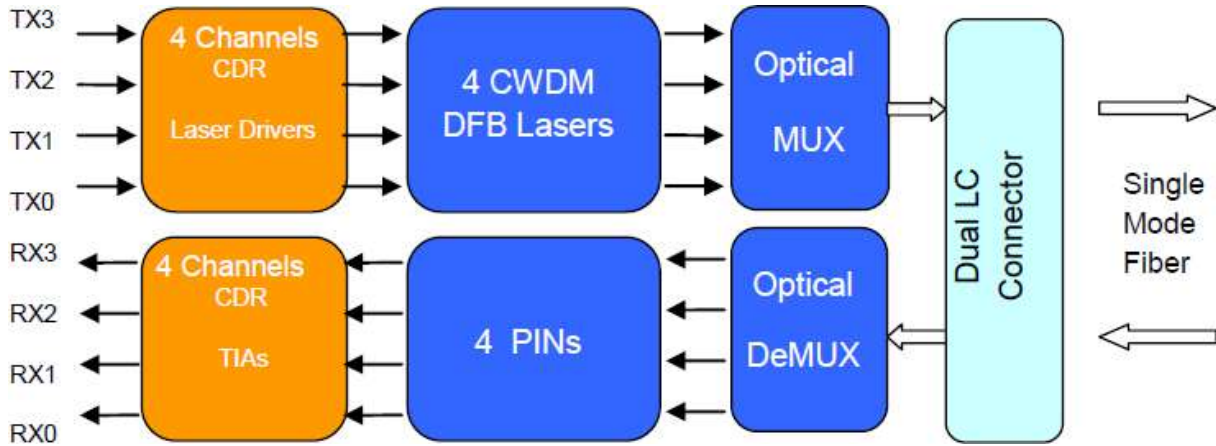 TX3
TX2
TX1
TX0
4 Channels
CDR
Laser Drivers
4 CWDM
DFB Lasers
Optical
MUX
Dual LC
Connector
Single
Mode
Fiber
RX3
RX2
RX1
RX0
4 Channels
CDR
TIAs
4 PINs
Optical
DeMUX